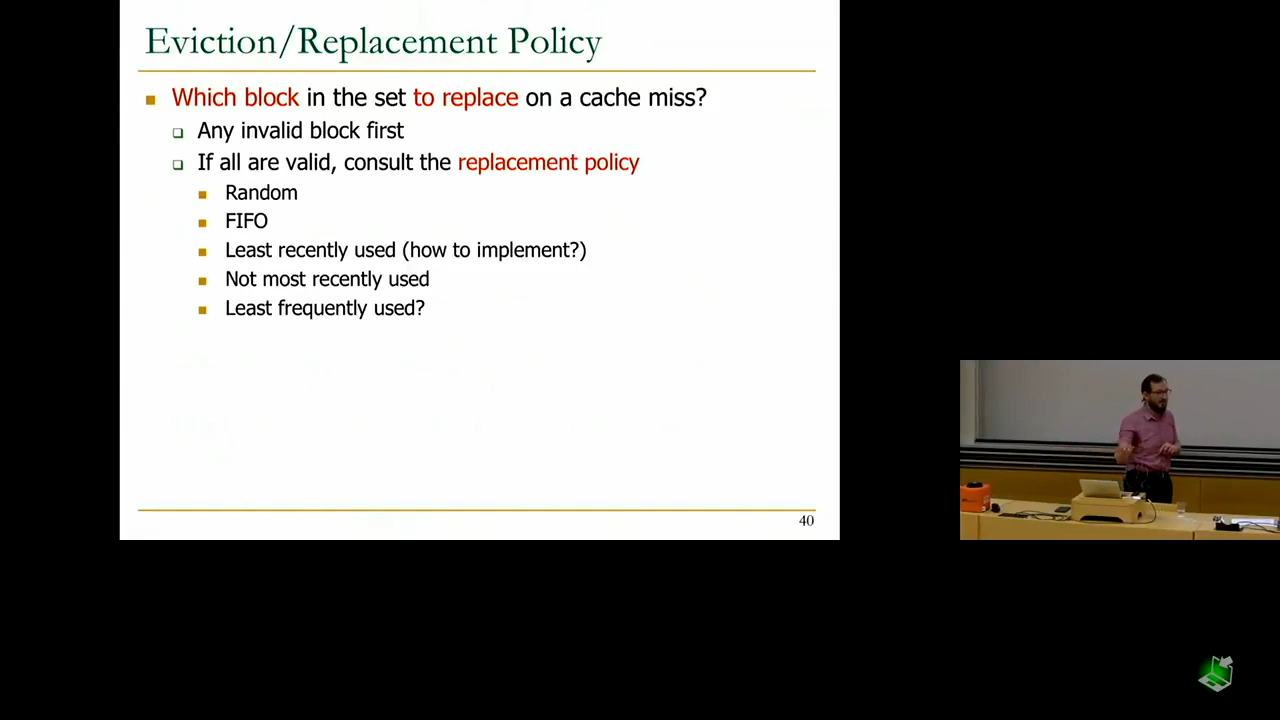 Eviction/Replacement Policy
Which block in the set to replace on a cache miss?
Any invalid block first
If all are valid, consult the replacement policy
Random
FIFO
Least recently used (how to implement?)
Not most recently used
Least frequently used?
40